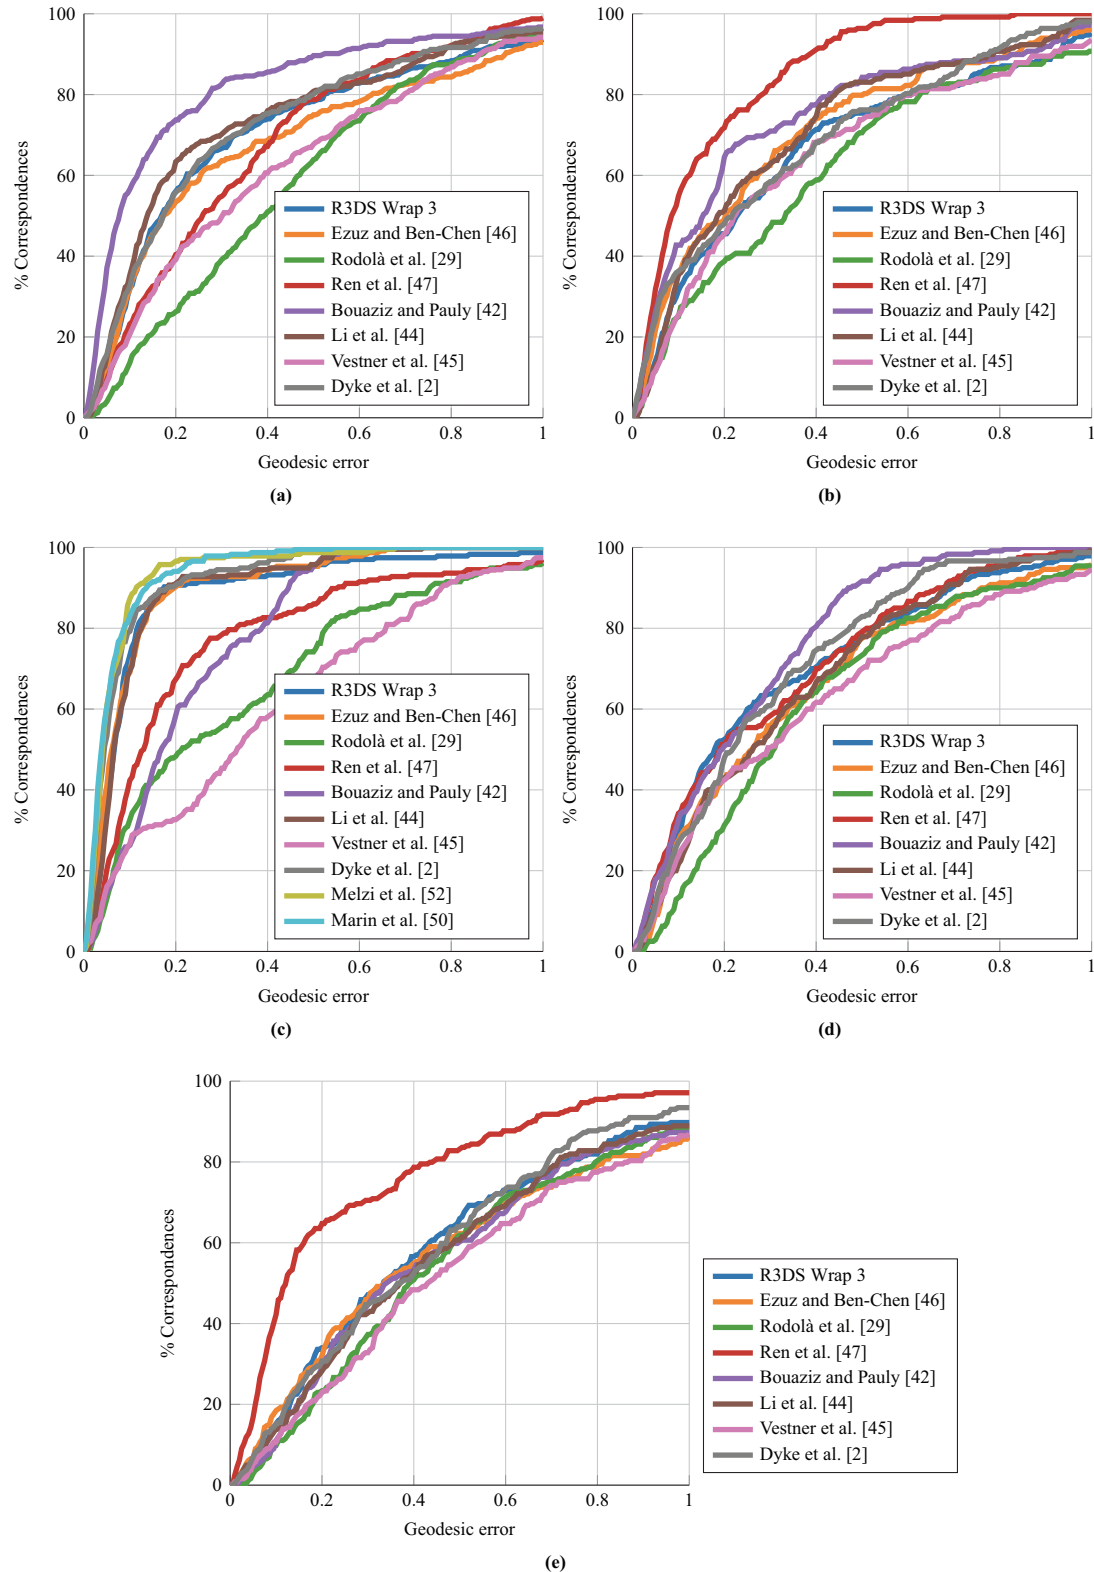 100
80
60
40
20
0
% Correspondences
R3DS Wrap 3
Ezuz and Ben-Chen [46]
Rodolà et al. [29]
Ren et al. [47]
Bouaziz and Pauly [42]
Li et al. [44]
Vestner et al. [45]
Dyke et al. [2]
0 0.2 0.4 0.6 0.8 1
Geodesic error
(a)
100
80
60
40
20
0
% Correspondences
R3DS Wrap 3
Ezuz and Ben-Chen [46]
Rodolà et al. [29]
Ren et al. [47]
Bouaziz and Pauly [42]
Li et al. [44]
Vestner et al. [45]
Dyke et al. [2]
0 0.2 0.4 0.6 0.8 1
Geodesic error
(b)
100
80
60
40
20
0
% Correspondences
R3DS Wrap 3
Ezuz and Ben-Chen [46]
Rodolà et al. [29]
Ren et al. [47]
Bouaziz and Pauly [42]
Li et al. [44]
Vestner et al. [45]
Dyke et al. [2]
Melzi et al. [52]
Marin et al. [50]
0 0.2 0.4 0.6 0.8 1
Geodesic error
(c)
100
80
60
40
20
0
% Correspondences
R3DS Wrap 3
Ezuz and Ben-Chen [46]
Rodolà et al. [29]
Ren et al. [47]
Bouaziz and Pauly [42]
Li et al. [44]
Vestner et al. [45]
Dyke et al. [2]
0 0.2 0.4 0.6 0.8 1
Geodesic error
(d)
100
80
60
40
20
0
% Correspondences
0 0.2 0.4 0.6 0.8 1
Geodesic error
R3DS Wrap 3
Ezuz and Ben-Chen [46]
Rodolà et al. [29]
Ren et al. [47]
Bouaziz and Pauly [42]
Li et al. [44]
Vestner et al. [45]
Dyke et al. [2]
(e)